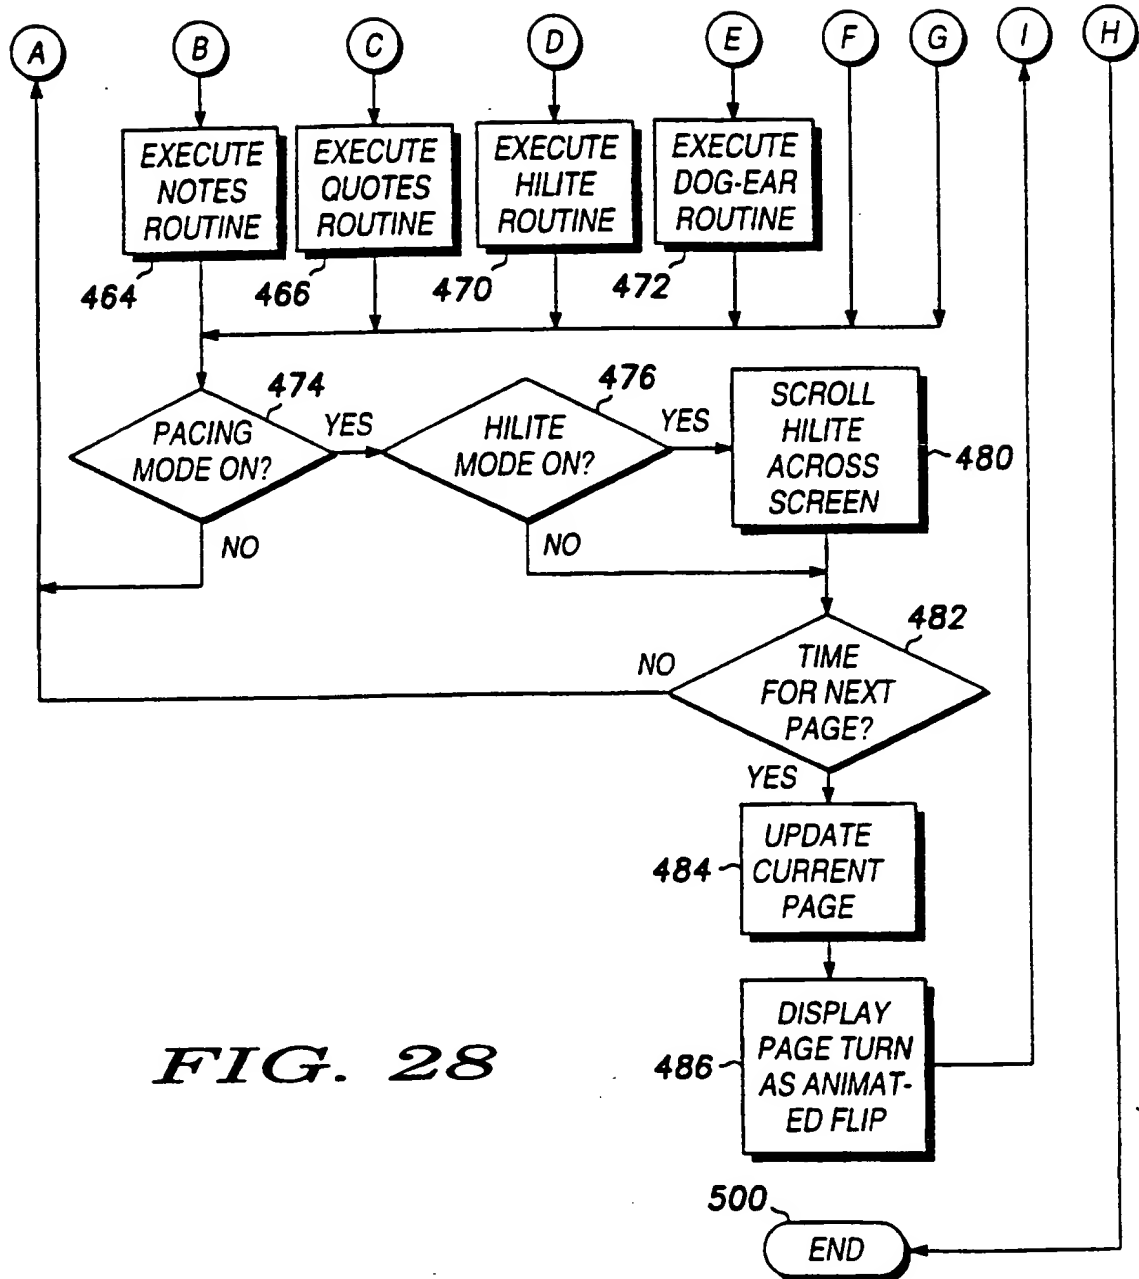 A B C D E F G I H
EXECUTE
NOTES
ROUTINE
464
EXECUTE
QUOTES
ROUTINE
466
EXECUTE
HILITE
ROUTINE
470
EXECUTE
DOG-EAR
ROUTINE
472
PACING
MODE ON?
474
YES
NO
HILITE
MODE ON?
476
YES
NO
SCROLL
HILITE
ACROSS
SCREEN
480
TIME
FOR NEXT
PAGE?
482
NO
YES
UPDATE
CURRENT
PAGE
484
DISPLAY
PAGE TURN
AS ANIMAT-
ED FLIP
486
FIG. 28
500
END